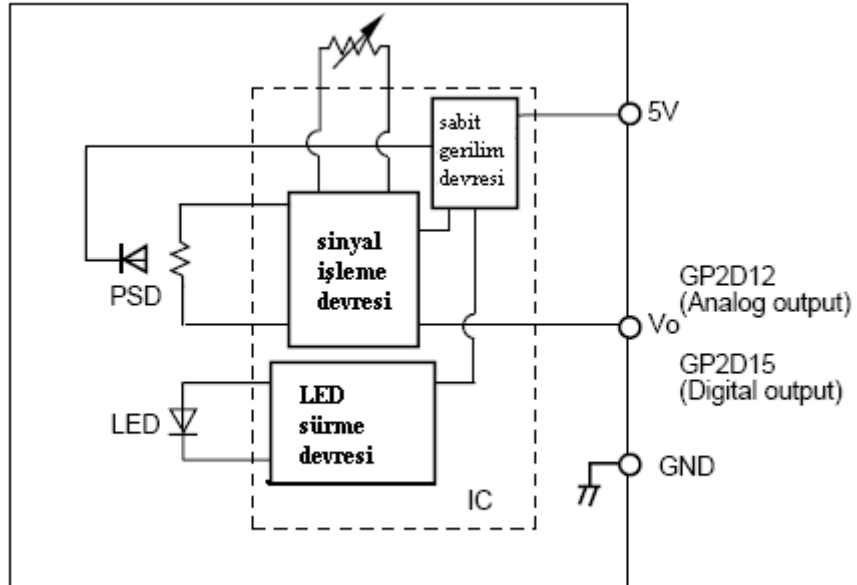 sabit
gerilim
devresi
5V
sinyal
işleme
devresi
PSD
GP2D12
(Analog output)
Vo
GP2D15
(Digital output)
LED
LED
sürme
devresi
GND
IC